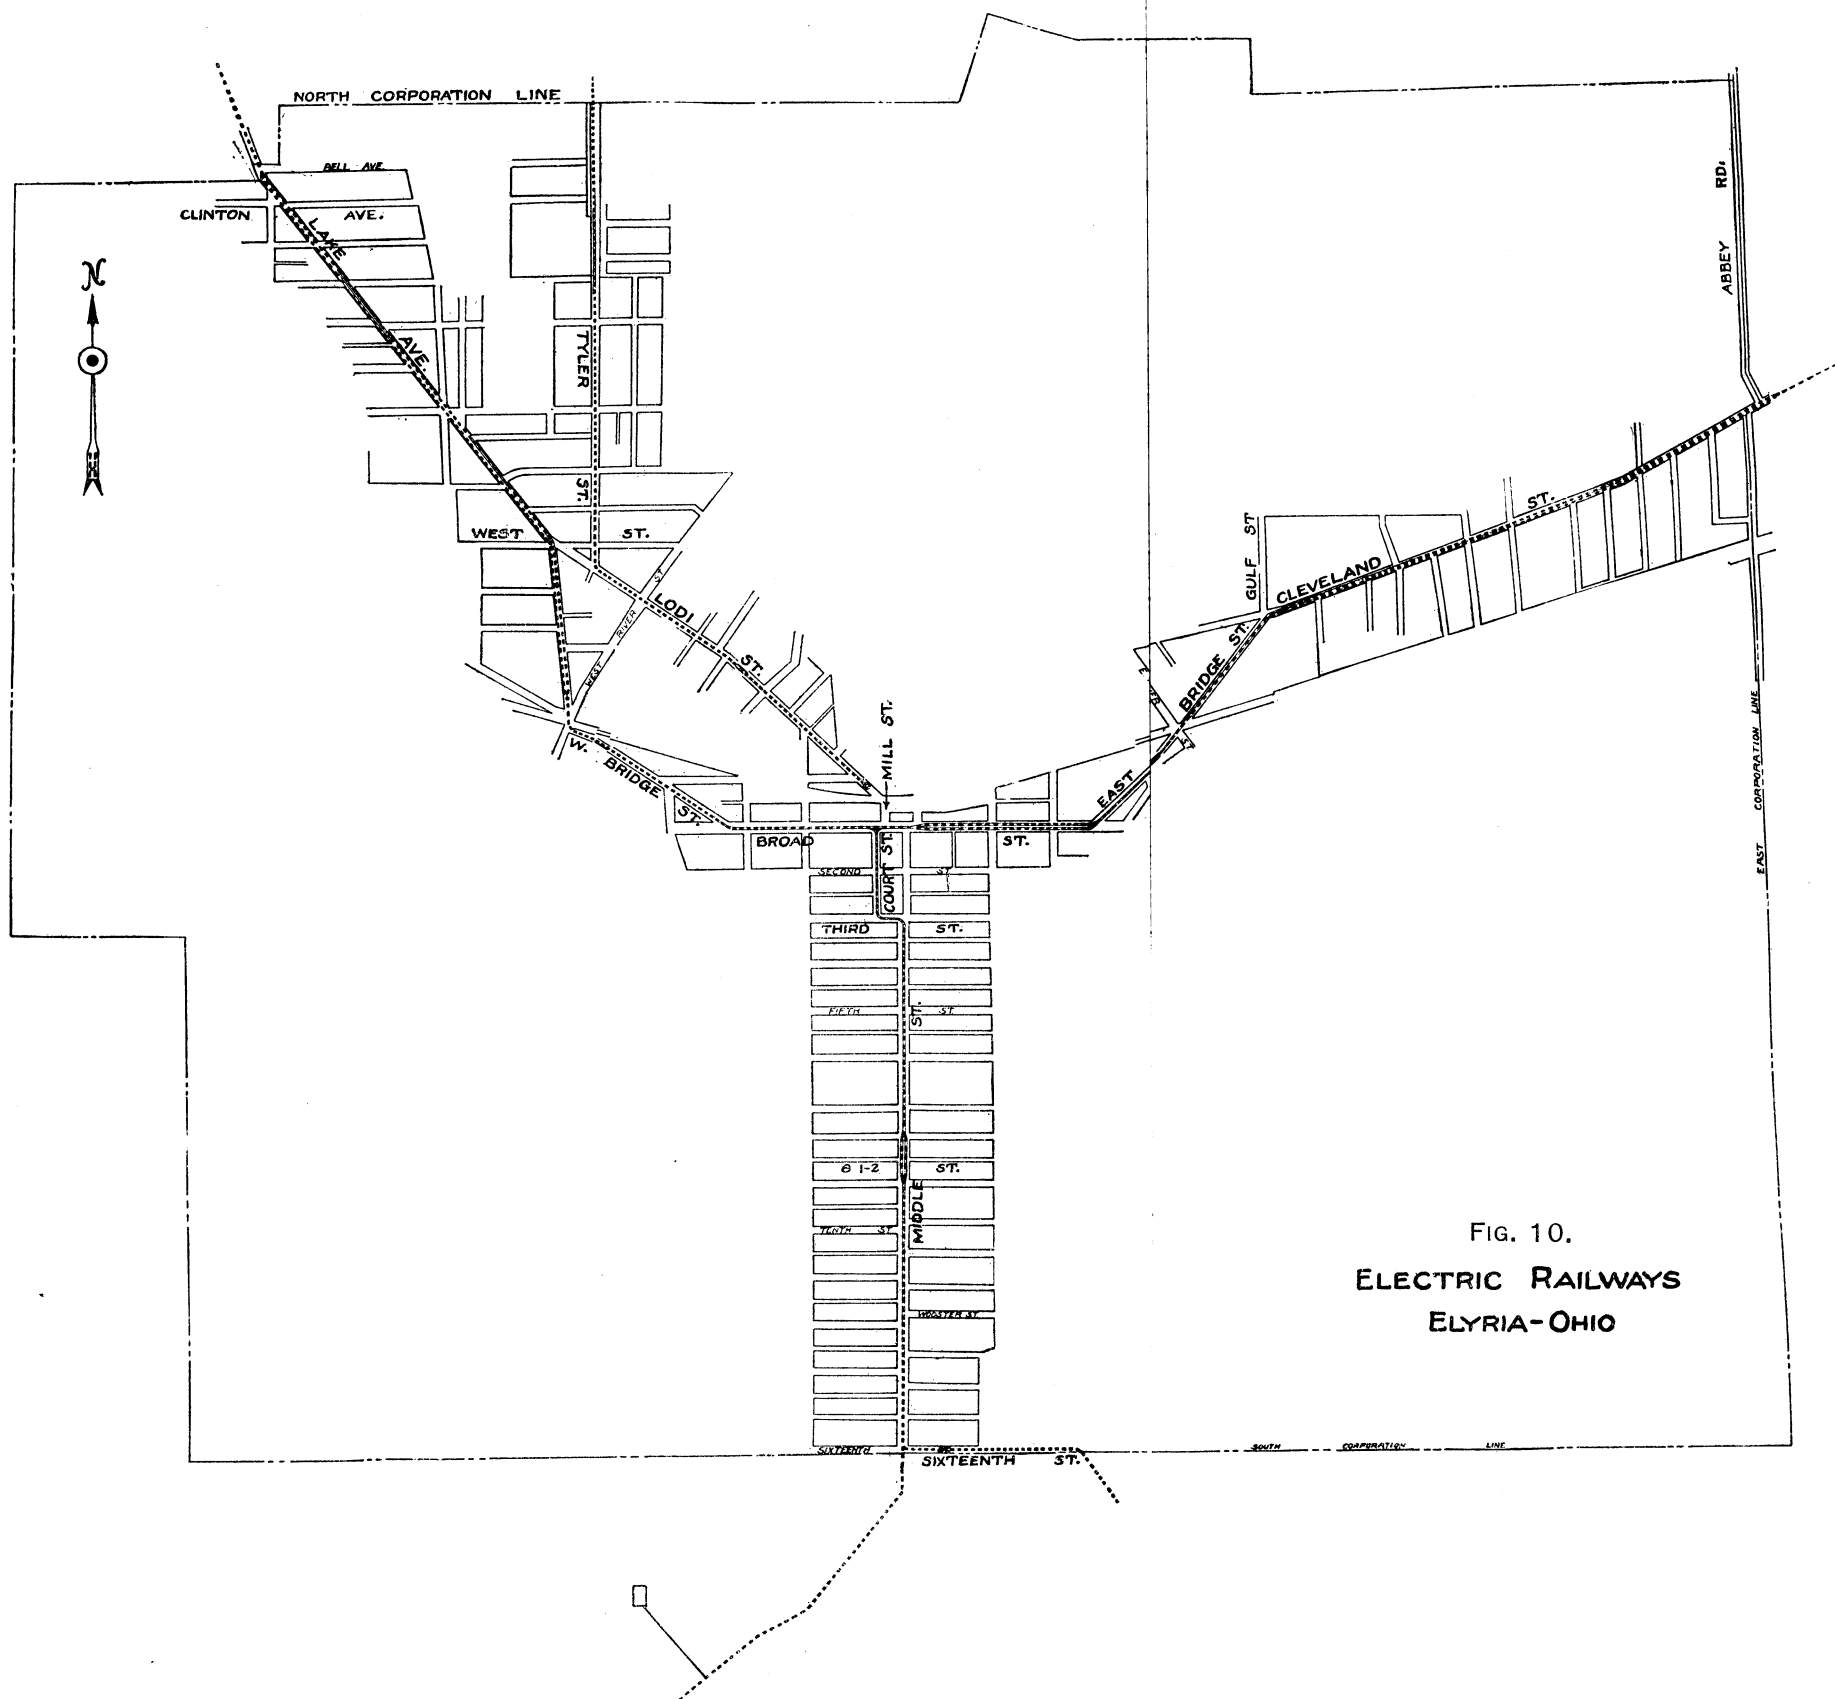 NORTH CORPORATION LINE
BELL AVE.
CLINTON AVE.
LAKE AVE.
N
TYLER ST.
ABBEY RD.
WEST ST.
WEST RIVER ST
LODI ST.
GULF ST
CLEVELAND ST.
EAST BRIDGE ST.
ST
W. BRIDGE ST.
MILL ST.
BROAD ST.
COURT ST.
SECOND ST.
THIRD ST.
FIFTH ST
MIDDLE ST.
8 1-2 ST.
TENTH ST
WOOSTER ST.
SIXTEENTH
SIXTEENTH ST.
SOUTH CORPORATION LINE
EAST CORPORATION LINE
FIG. 10.
ELECTRIC RAILWAYS
ELYRIA-OHIO